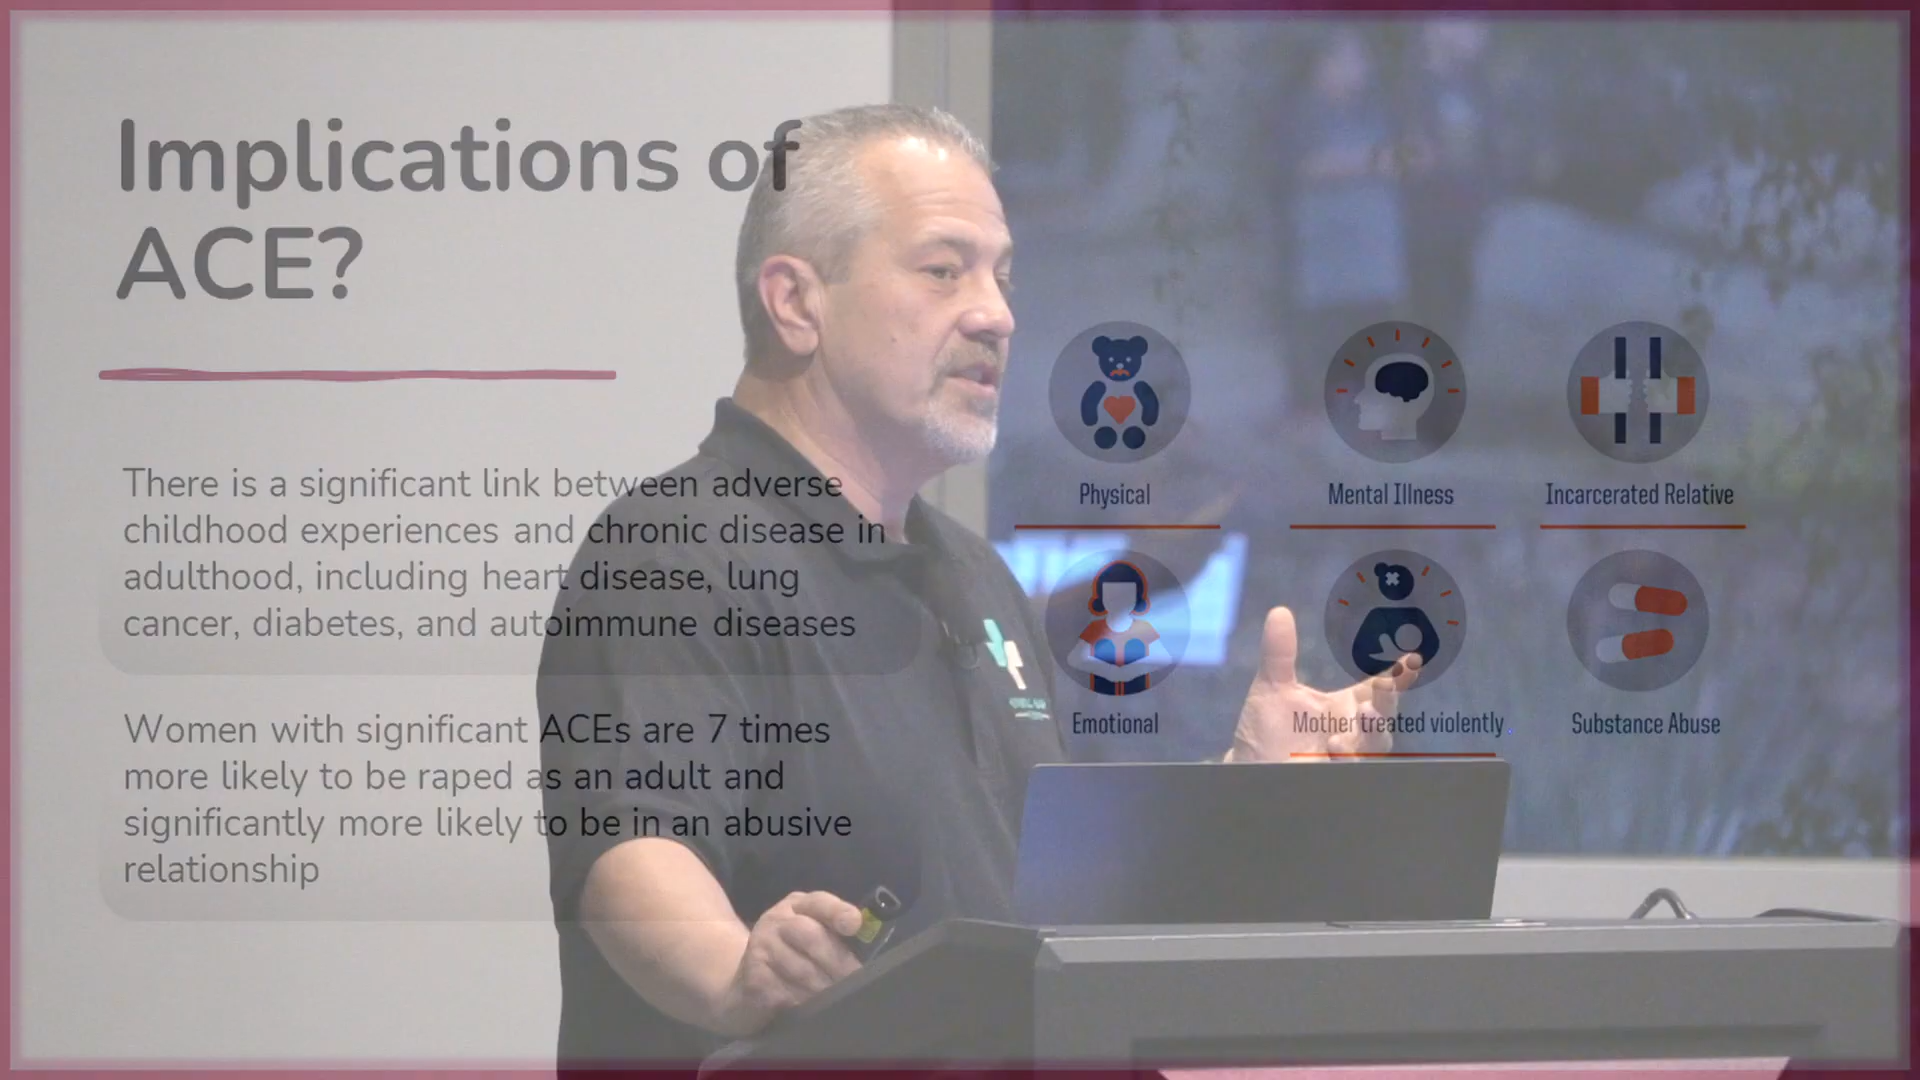 Implications of
ACE?
There is a significant link between adverse
childhood experiences and chronic disease in
adulthood, including heart disease, lung
cancer, diabetes, and autoimmune diseases
Women with significant ACEs are 7 times
more likely to be raped as an adult and
significantly more likely to be in an abusive
relationship
Physical
Mental Illness
Incarcerated Relative
Emotional
Mother treated violently
Substance Abuse